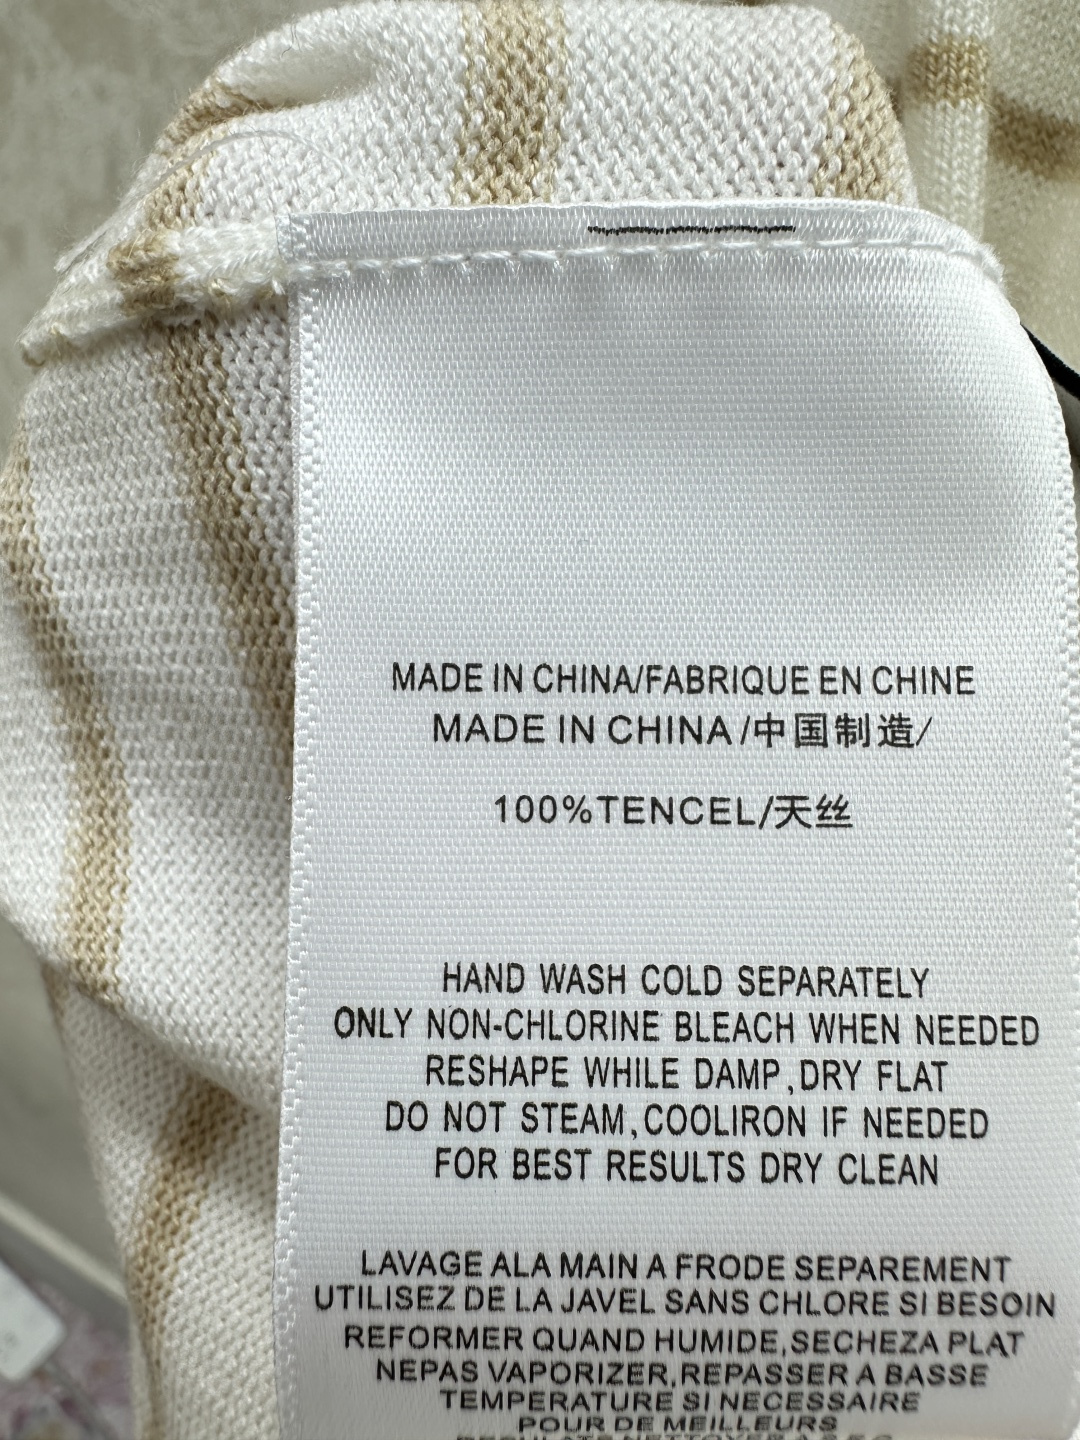 MADE IN CHINA/FABRIQUE EN CHINE
MADE IN CHINA/中国制造/
100%TENCEL/天丝
HAND WASH COLD SEPARATELY
ONLY NON-CHLORINE BLEACH WHEN NEEDED
RESHAPE WHILE DAMP,DRY FLAT
DO NOT STEAM,COOLIRON IF NEEDED
FOR BEST RESULTS DRY CLEAN
LAVAGE ALA MAIN A FRODE SEPAREMENT
UTILISEZ DE LA JAVEL SANS CHLORE SI BESOIN
REFORMER QUAND HUMIDE,SECHEZA PLAT
NEPAS VAPORIZER,REPASSER A BASSE
TEMPERATURE SI NECESSAIRE
POUR DE MEILLEURS